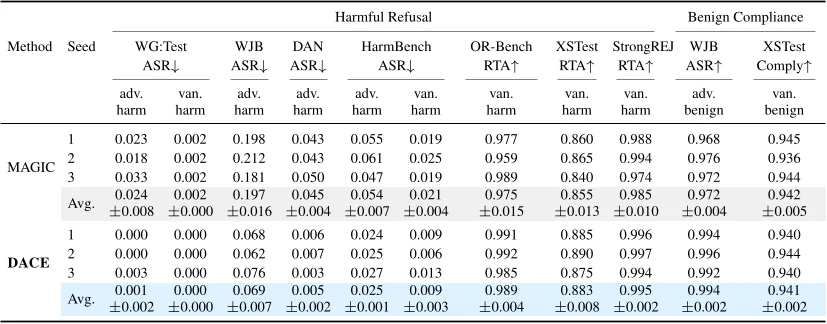 Harmful Refusal Benign Compliance
Method Seed WG:Test WJB DAN HarmBench OR-Bench XSTest StrongREJ WJB XSTest
ASR↓ ASR↓ ASR↓ ASR↓ RTA↑ RTA↑ RTA↑ ASR↑ Comply↑
adv. van. adv. adv. adv. van. van. van. van. adv. van.
harm harm harm harm harm harm harm harm harm benign benign
1 0.023 0.002 0.198 0.043 0.055 0.019 0.977 0.860 0.988 0.968 0.945
2 0.018 0.002 0.212 0.043 0.061 0.025 0.959 0.865 0.994 0.976 0.936
MAGIC
3 0.033 0.002 0.181 0.050 0.047 0.019 0.989 0.840 0.974 0.972 0.944
Avg. 0.024 0.002 0.197 0.045 0.054 0.021 0.975 0.855 0.985 0.972 0.942
±0.008 ±0.000 ±0.016 ±0.004 ±0.007 ±0.004 ±0.015 ±0.013 ±0.010 ±0.004 ±0.005
1 0.000 0.000 0.068 0.006 0.024 0.009 0.991 0.885 0.996 0.994 0.940
2 0.000 0.000 0.062 0.007 0.025 0.006 0.992 0.890 0.997 0.996 0.944
DACE
3 0.003 0.000 0.076 0.003 0.027 0.013 0.985 0.875 0.994 0.992 0.940
Avg. 0.001 0.000 0.069 0.005 0.025 0.009 0.989 0.883 0.995 0.994 0.941
±0.002 ±0.000 ±0.007 ±0.002 ±0.001 ±0.003 ±0.004 ±0.008 ±0.002 ±0.002 ±0.002